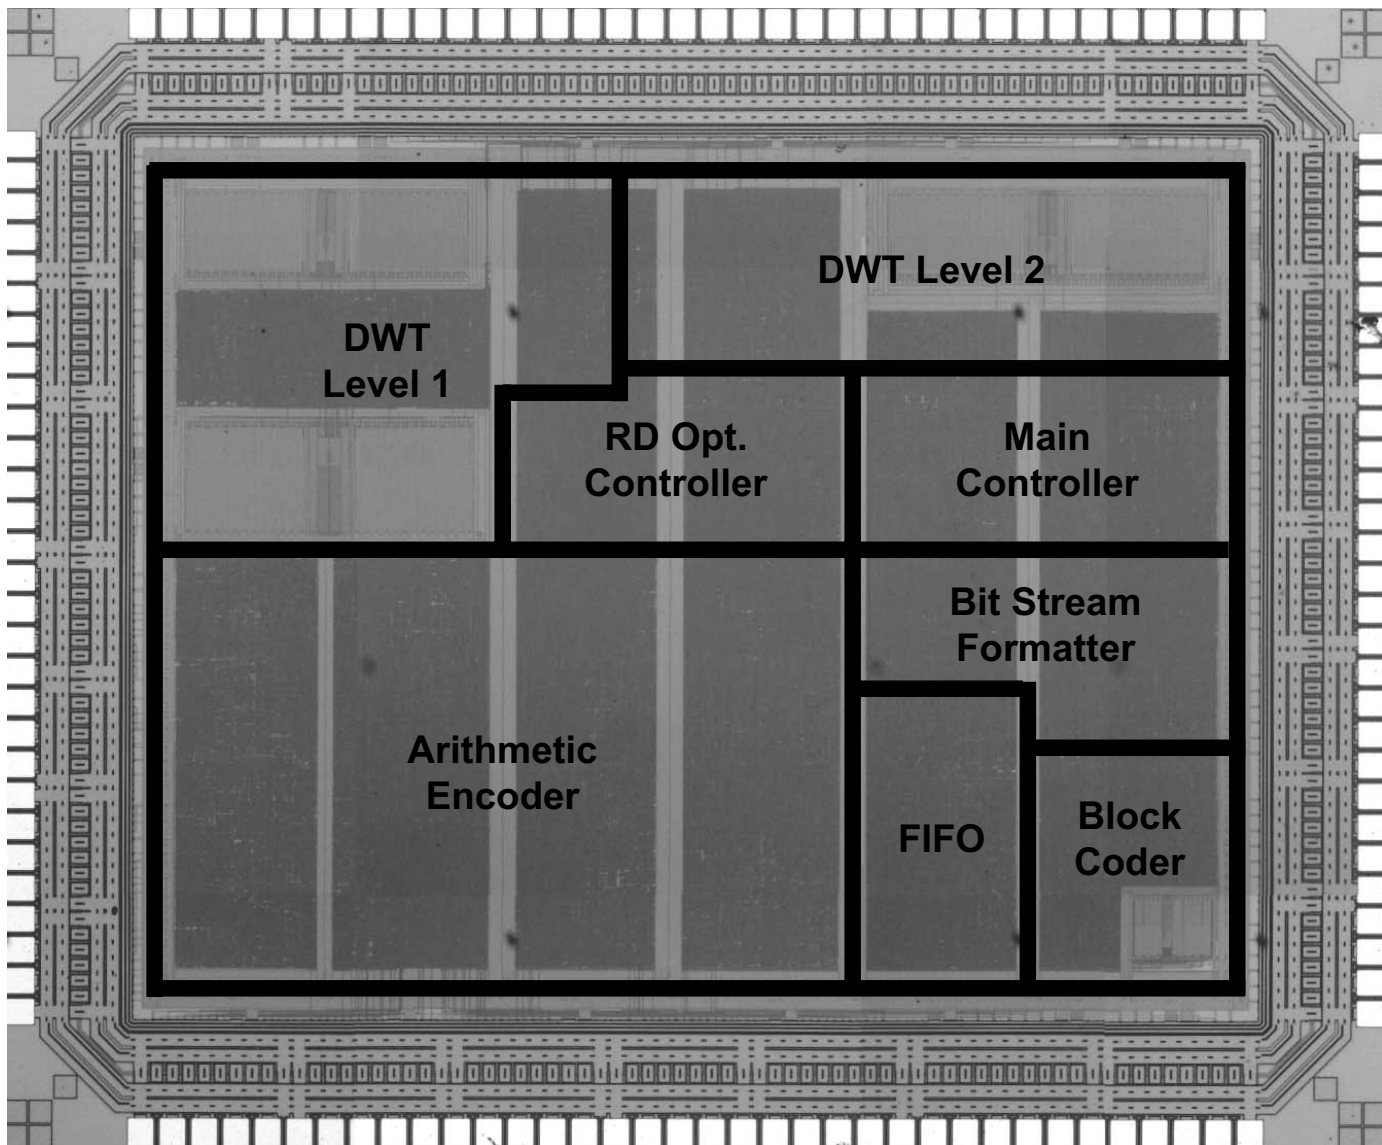 DWT Level 2
DWT
Level 1
RD Opt.
Controller
Main
Controller
Bit Stream
Formatter
Arithmetic
Encoder
FIFO
Block
Coder